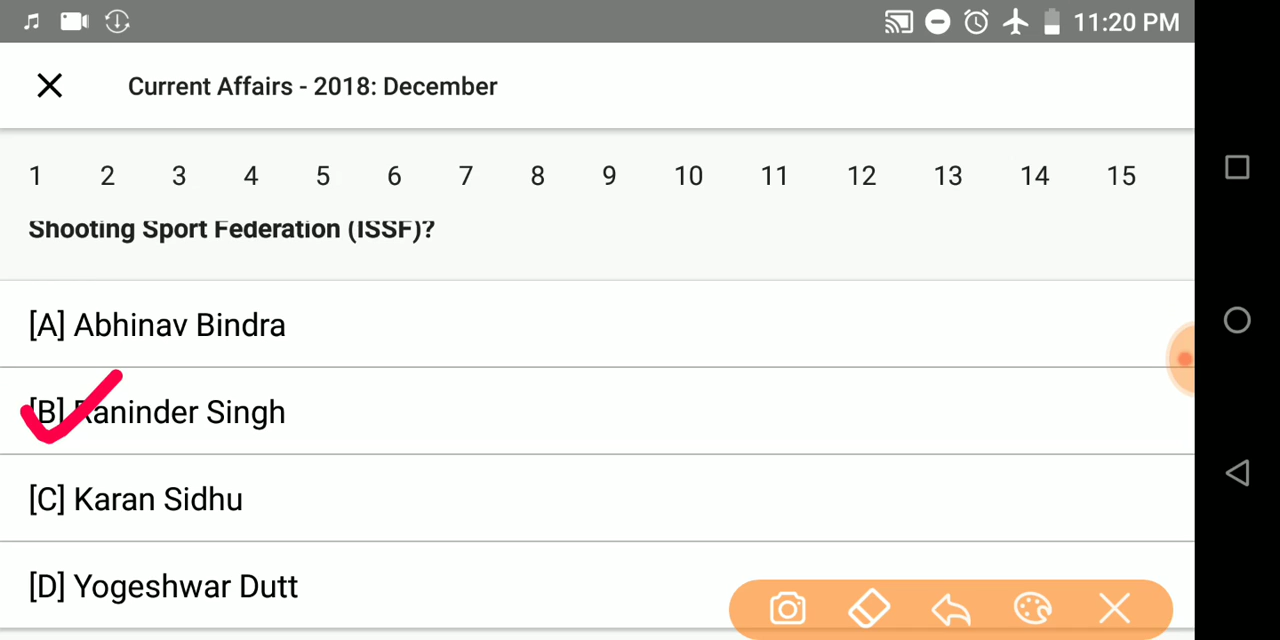 11:20 PM
Current Affairs - 2018: December
1 2 3 4 5 6 7 8 9 10 11 12 13 14 15
Shooting Sport Federation (ISSF)?
[A] Abhinav Bindra
[B] Raninder Singh
[C] Karan Sidhu
[D] Yogeshwar Dutt